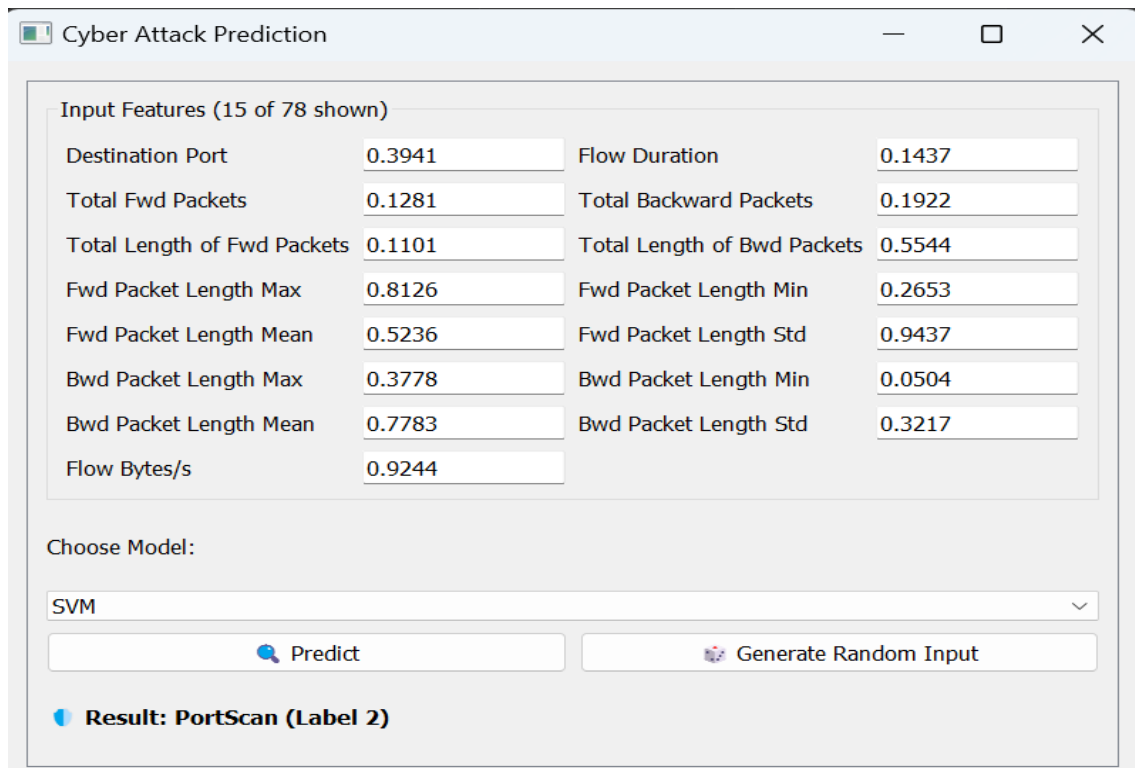 Cyber Attack Prediction
Input Features (15 of 78 shown)
Destination Port 0.3941 Flow Duration 0.1437
Total Fwd Packets 0.1281 Total Backward Packets 0.1922
Total Length of Fwd Packets 0.1101 Total Length of Bwd Packets 0.5544
Fwd Packet Length Max 0.8126 Fwd Packet Length Min 0.2653
Fwd Packet Length Mean 0.5236 Fwd Packet Length Std 0.9437
Bwd Packet Length Max 0.3778 Bwd Packet Length Min 0.0504
Bwd Packet Length Mean 0.7783 Bwd Packet Length Std 0.3217
Flow Bytes/s 0.9244
Choose Model:
SVM
Predict Generate Random Input
Result: PortScan (Label 2)